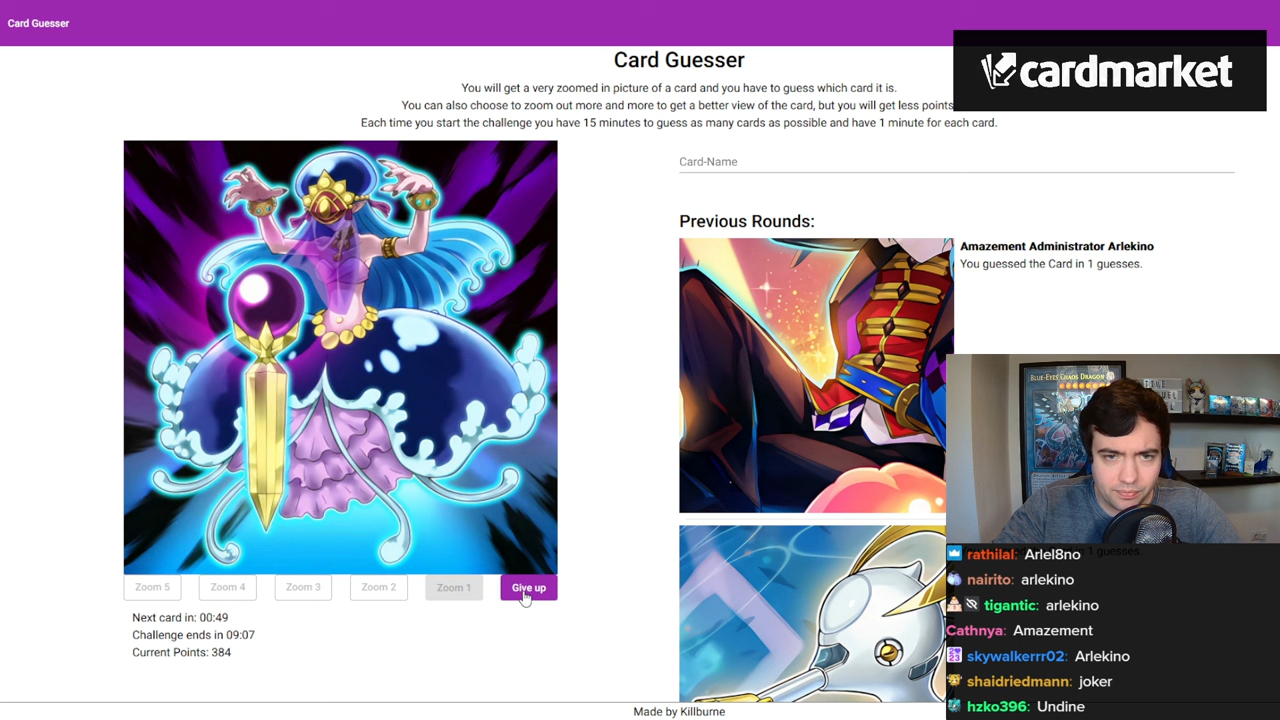 Card Guesser
Card Guesser
cardmarket
You will get a very zoomed in picture of a card and you have to guess which card it is.
You can also choose to zoom out more and more to get a better view of the card, but you will get less points
Each time you start the challenge you have 15 minutes to guess as many cards as possible and have 1 minute for each card.
Card-Name
Previous Rounds:
Amazement Administrator Arlekino
You guessed the Card in 1 guesses.
BLUE-EYES CHAOS DRAGON
Zoom 5
Zoom 4
Zoom 3
Zoom 2
Zoom 1
Give up
Next card in: 00:49
Challenge ends in 09:07
Current Points: 384
1 guesses.
rathilal: Arlel8no
nairito: arlekino
tigantic: arlekino
Cathnya: Amazement
skywalkerrr02: Arlekino
shaidriedmann: joker
hzko396: Undine
Made by Killburne